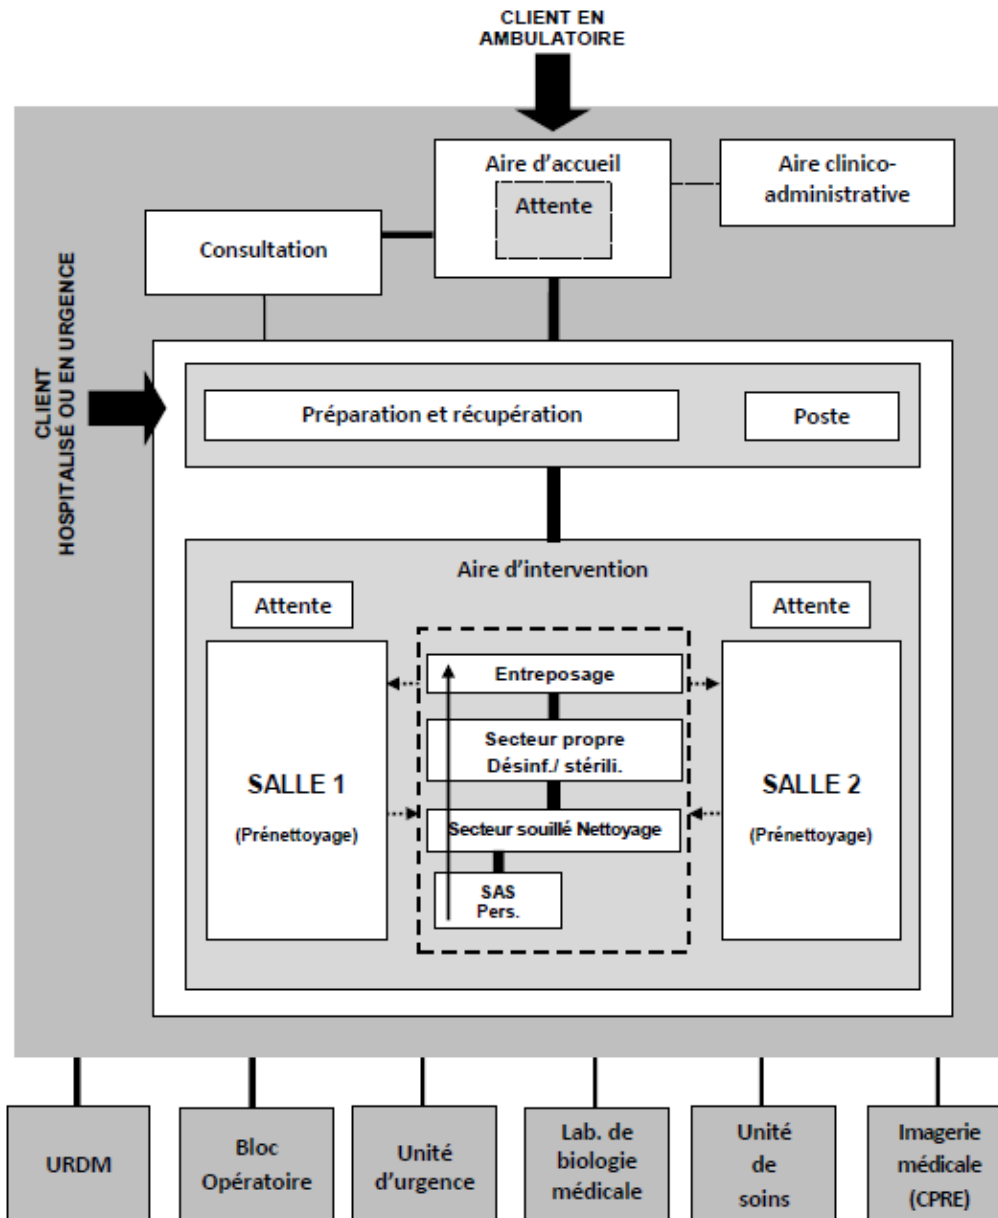 CLIENT EN
AMBULATOIRE
Aire d'accueil
Attente
Aire clinico-
administrative
Consultation
CLIENT
HOSPITALISÉ OU EN URGENCE
Préparation et récupération
Poste
Aire d'intervention
Attente
Attente
Entreposage
Secteur propre
Désinf./ stérili.
SALLE 1
(Prénettoyage)
SALLE 2
(Prénettoyage)
Secteur souillé Nettoyage
SAS
Pers.
URDM
Bloc
Opératoire
Unité
d'urgence
Lab. de
biologie
médicale
Unité
de
soins
Imagerie
médicale
(CPRE)